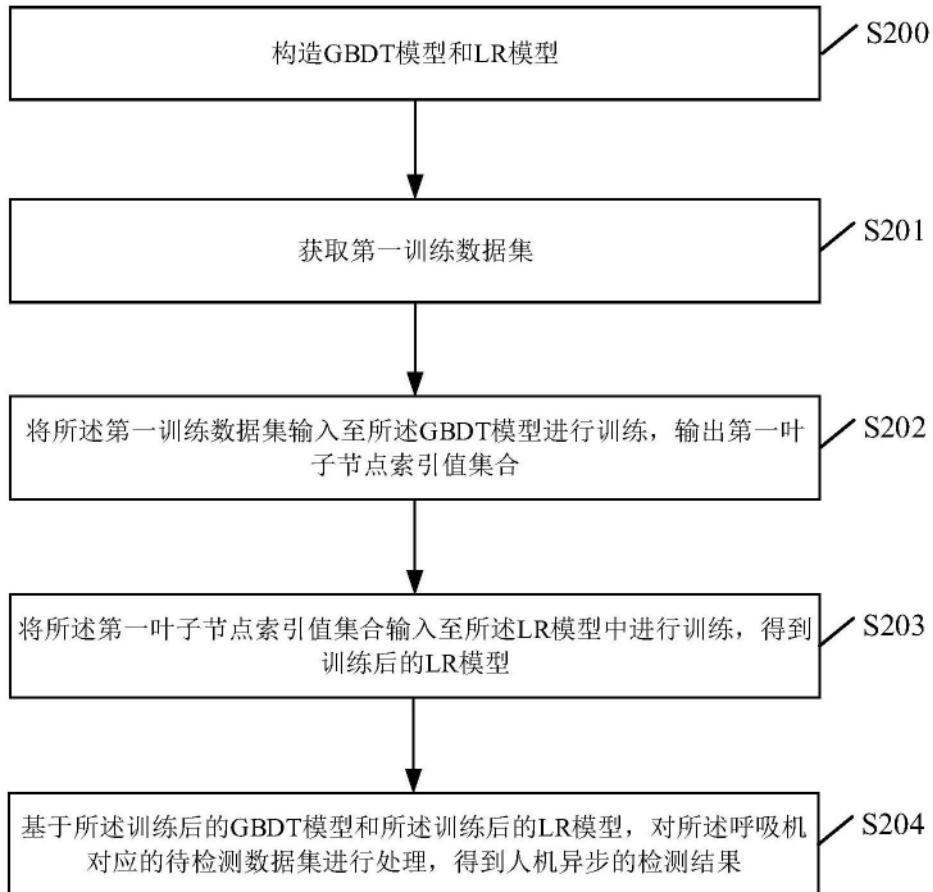 构造GBDT模型和LR模型
S200
获取第一训练数据集
S201
将所述第一训练数据集输入至所述GBDT模型进行训练，输出第一叶
子节点索引值集合
S202
将所述第一叶子节点索引值集合输入至所述LR模型中进行训练，得到
训练后的LR模型
S203
基于所述训练后的GBDT模型和所述训练后的LR模型，对所述呼吸机
对应的待检测数据集进行处理，得到人机异步的检测结果
S204